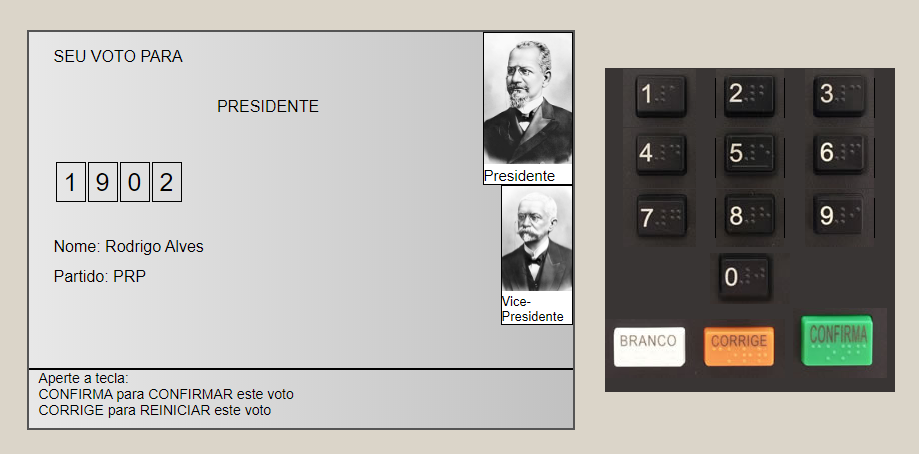 SEU VOTO PARA
PRESIDENTE
1 9 0 2
Nome: Rodrigo Alves
Partido: PRP
Presidente
Vice-
Presidente
Aperte a tecla:
CONFIRMA para CONFIRMAR este voto
CORRIGE para REINICIAR este voto
1 2 3
4 5 6
7 8 9
0
BRANCO CORRIGE CONFIRMA